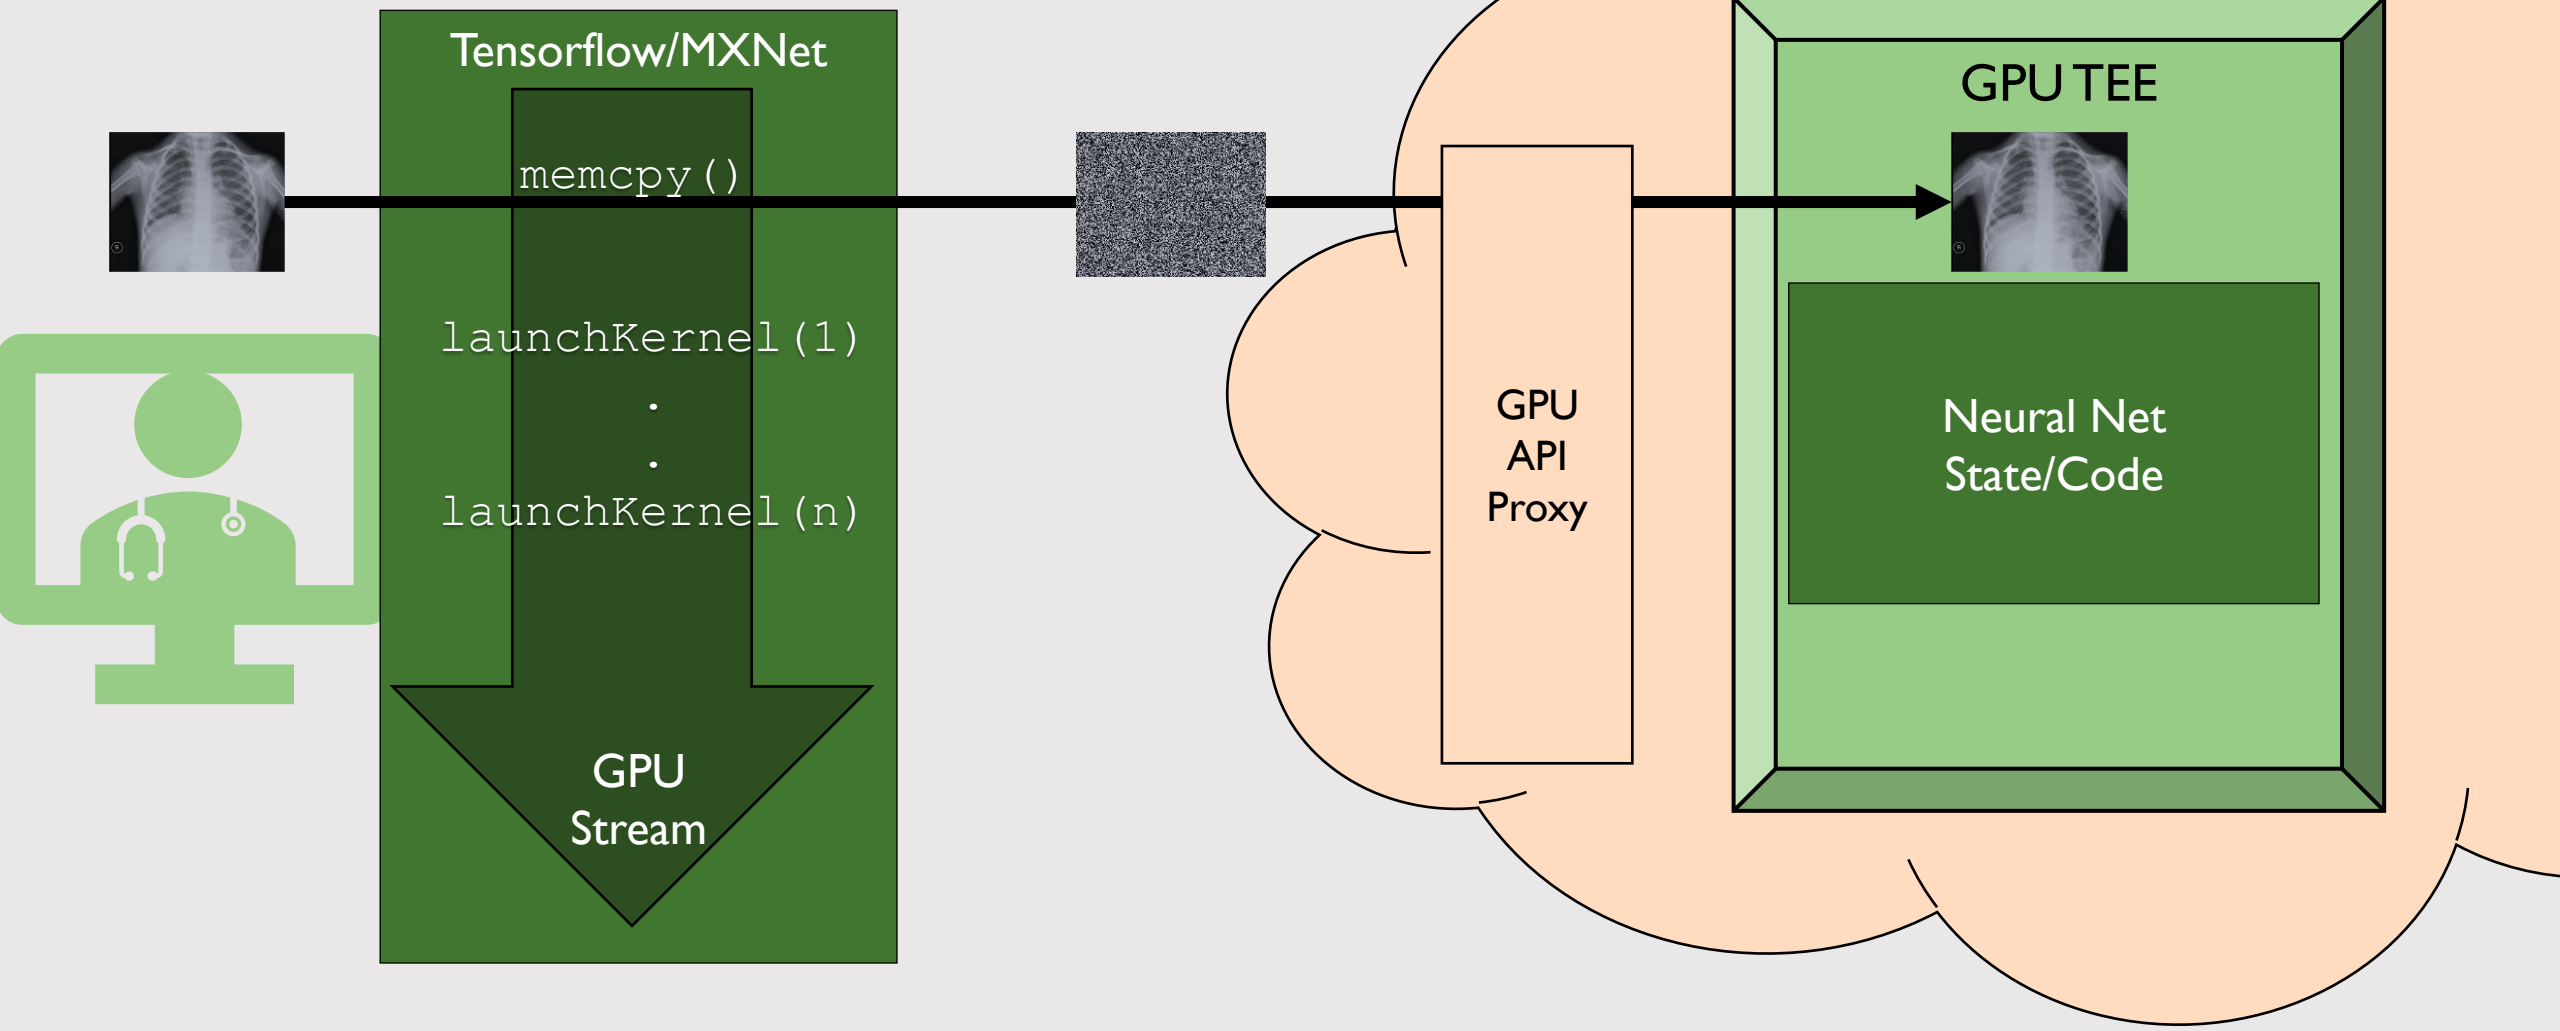 Tensorflow/MXNet
memcpy()
launchKernel(1)
.
.
launchKernel(n)
GPU
Stream
GPU
API
Proxy
GPU TEE
Neural Net
State/Code